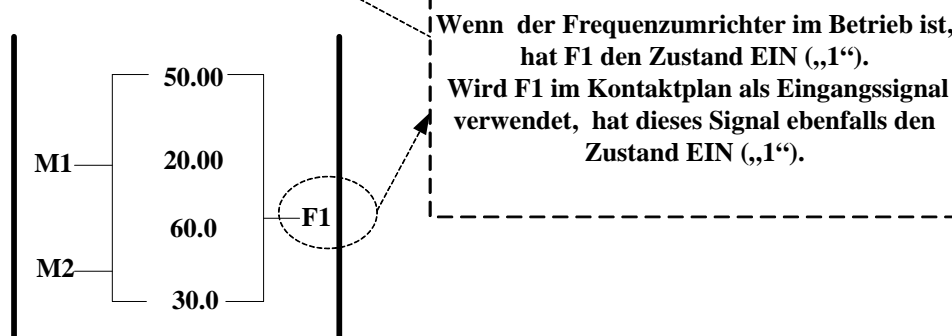 Wenn der Frequenzumrichter im Betrieb ist,
hat F1 den Zustand EIN („1“).
Wird F1 im Kontaktplan als Eingangssignal
verwendet, hat dieses Signal ebenfalls den
Zustand EIN („1“).
50.00
M1
20.00
F1
60.0
M2
30.0